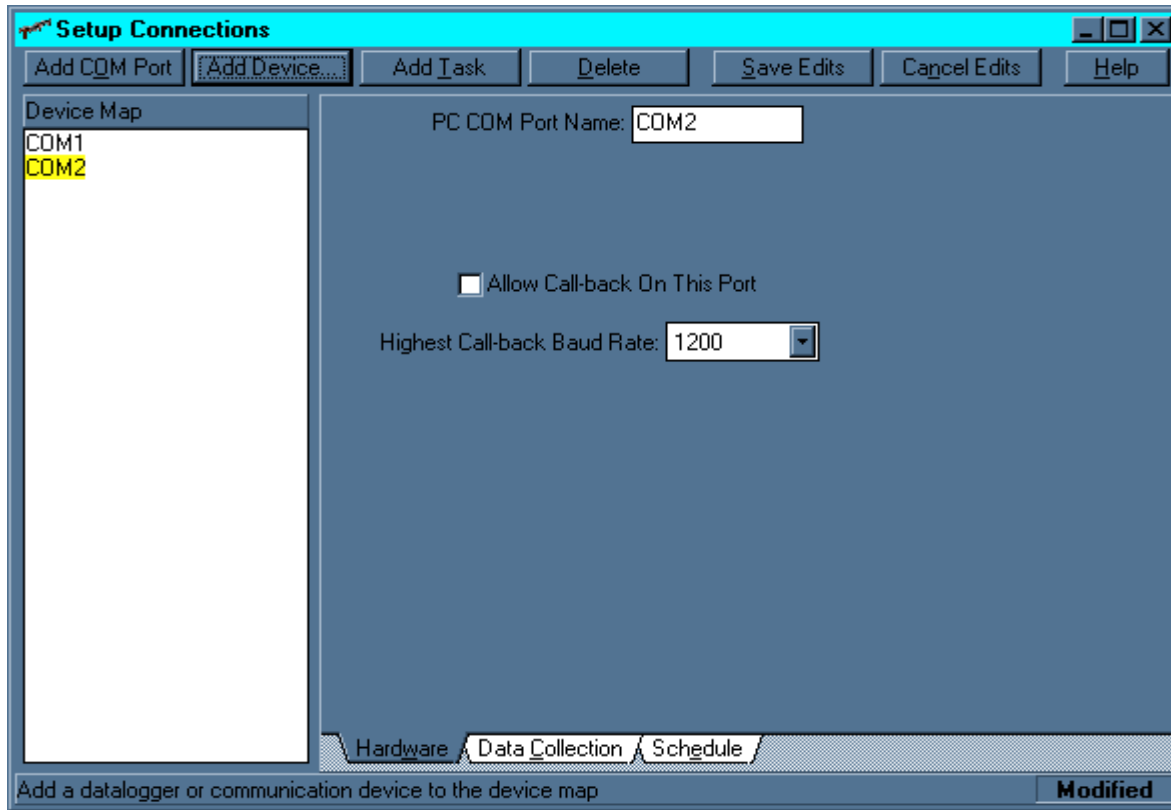 Setup Connections
Add COM Port Add Device... Add Task Delete Save Edits Cancel Edits Help
Device Map
PC COM Port Name: COM2
COM1
COM2
Allow Call-back On This Port
Highest Call-back Baud Rate: 1200
Hardware Data Collection Schedule
Add a datalogger or communication device to the device map Modified